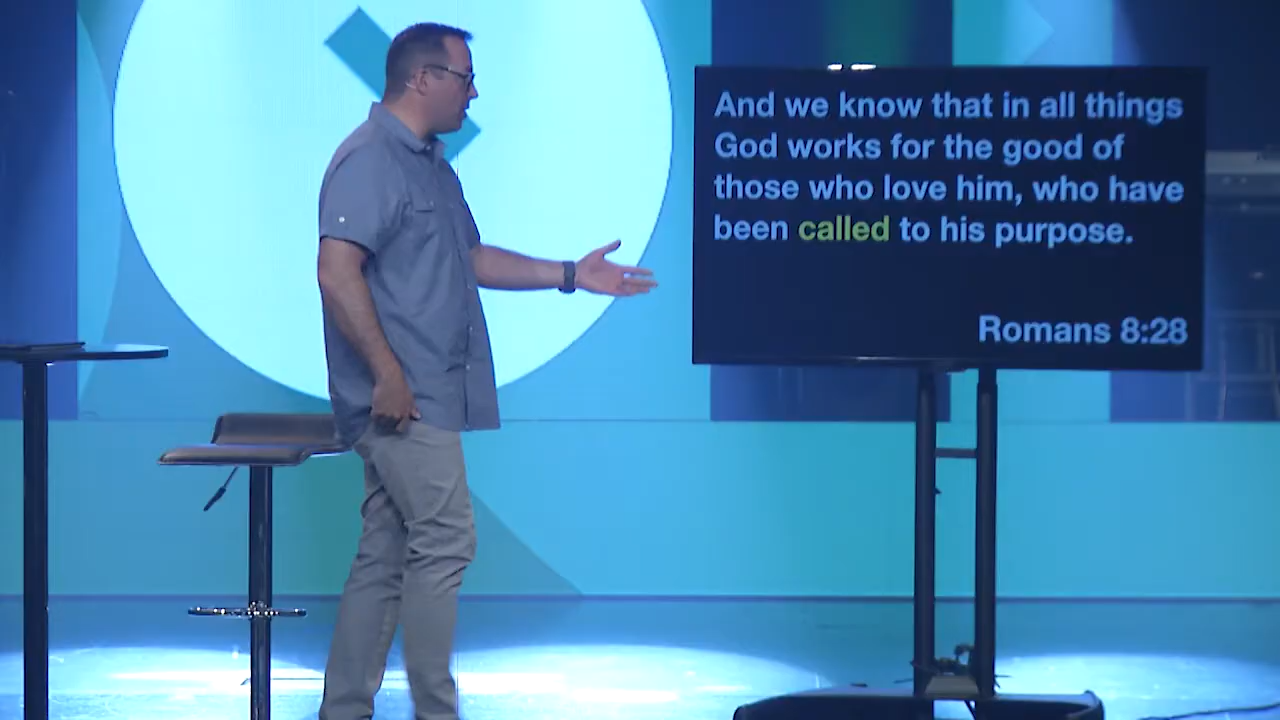 And we know that in all things
God works for the good of
those who love him, who have
been called to his purpose.
Romans 8:28